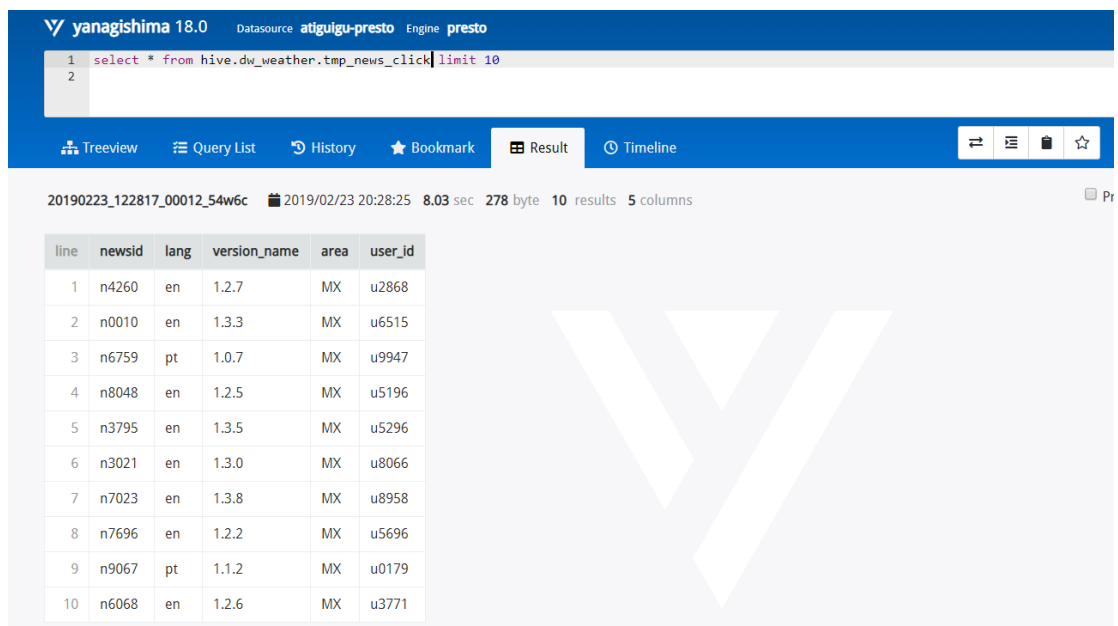 yanagishima 18.0 Datasource atiguigu-presto Engine presto
1 select * from hive.dw_weather.tmp_news_click limit 10
2
Treeview Query List History Bookmark Result Timeline
20190223_122817_00012_54w6c 2019/02/23 20:28:25 8.03 sec 278 byte 10 results 5 columns Pr
line newsid lang version_name area user_id
1 n4260 en 1.2.7 MX u2868
2 n0010 en 1.3.3 MX u6515
3 n6759 pt 1.0.7 MX u9947
4 n8048 en 1.2.5 MX u5196
5 n3795 en 1.3.5 MX u5296
6 n3021 en 1.3.0 MX u8066
7 n7023 en 1.3.8 MX u8958
8 n7696 en 1.2.2 MX u5696
9 n9067 pt 1.1.2 MX u0179
10 n6068 en 1.2.6 MX u3771